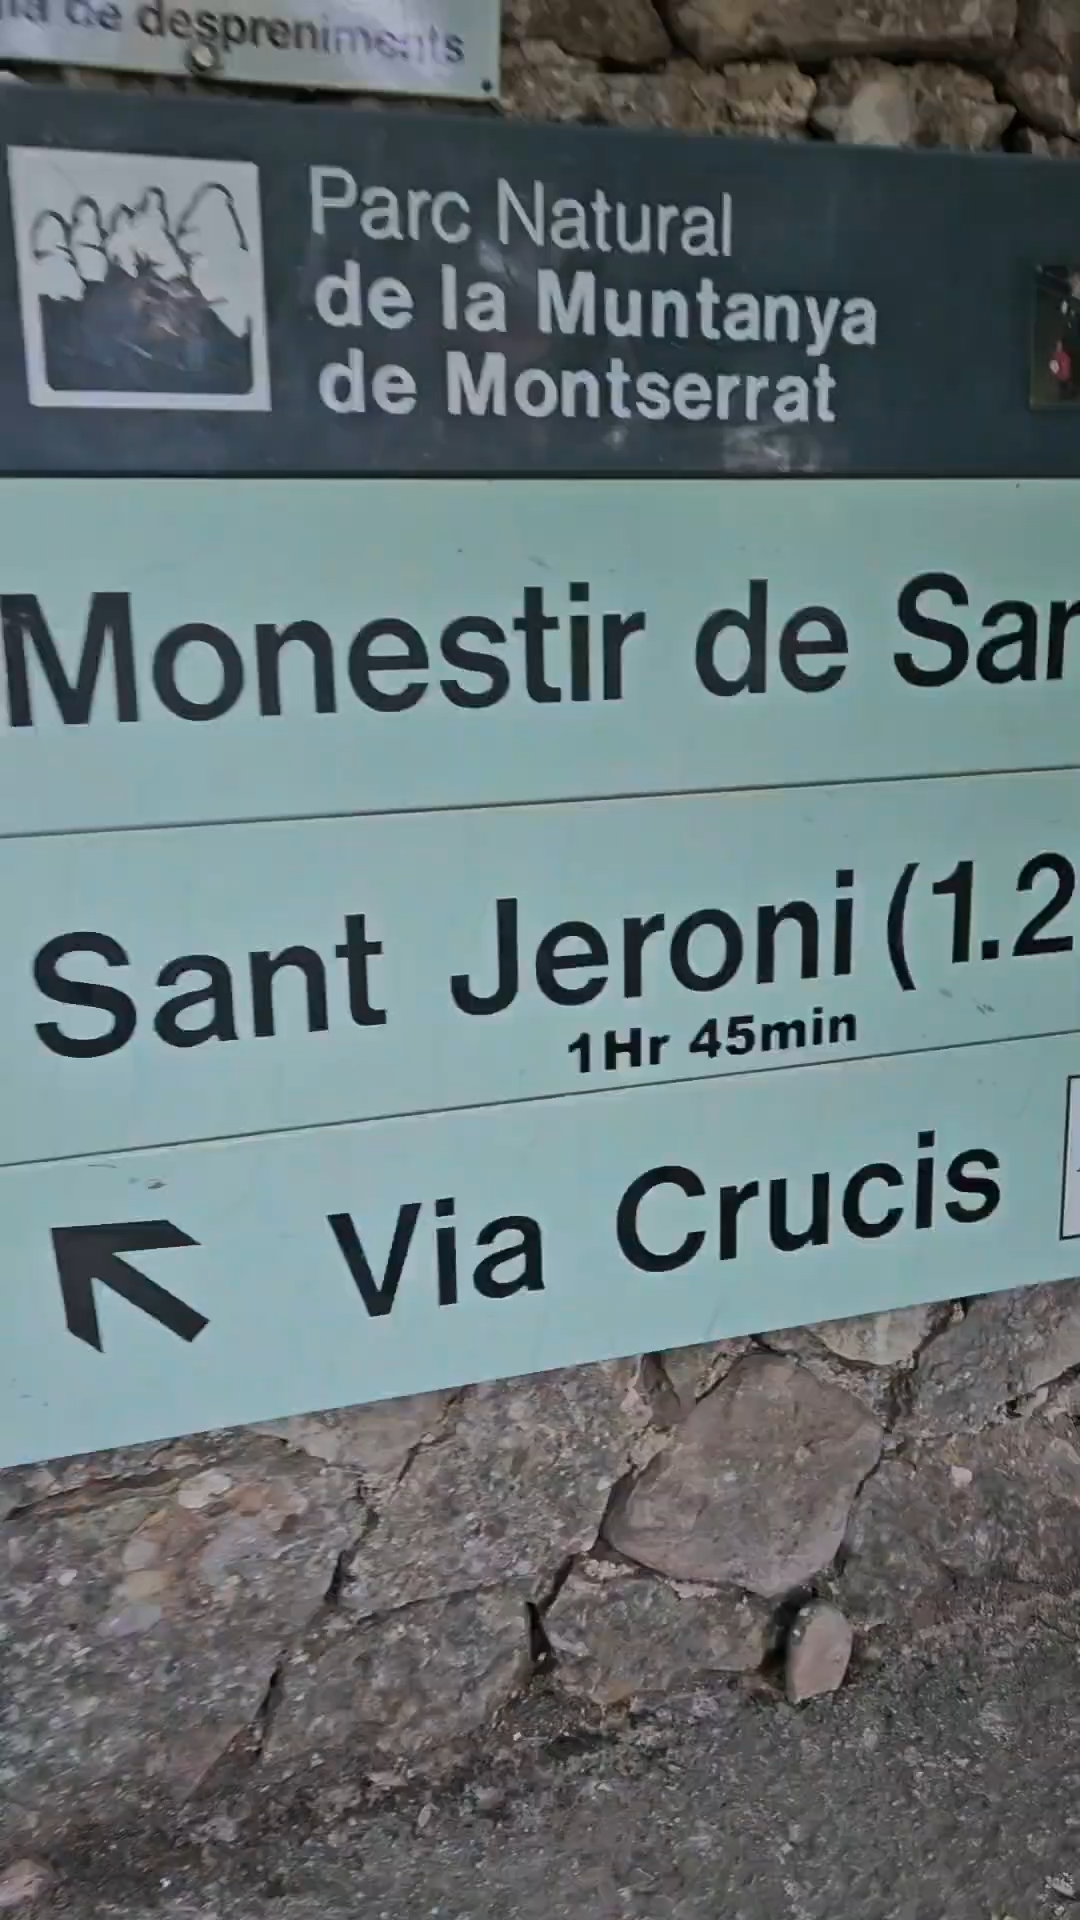 de despreniments
Parc Natural
de la Muntanya
de Montserrat
Monestir de
Sant Jeroni (1.2
1Hr 45min
Via Crucis